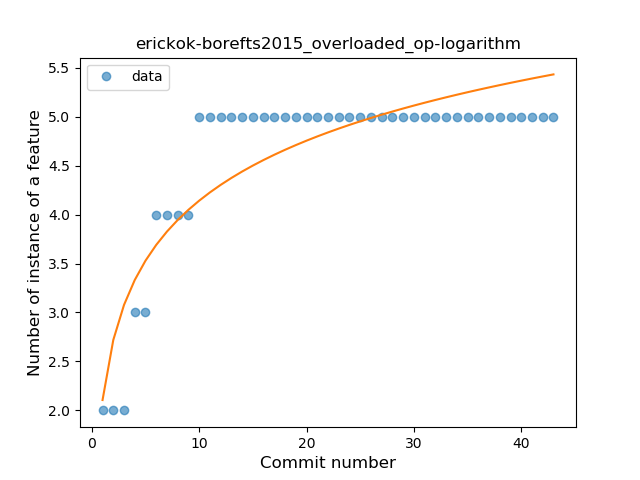 erickok-borefts2015_overloaded_op-logarithm
data
Number of instance of a feature
5.5
5.0
4.5
4.0
3.5
3.0
2.5
2.0
0 10 20 30 40
Commit number